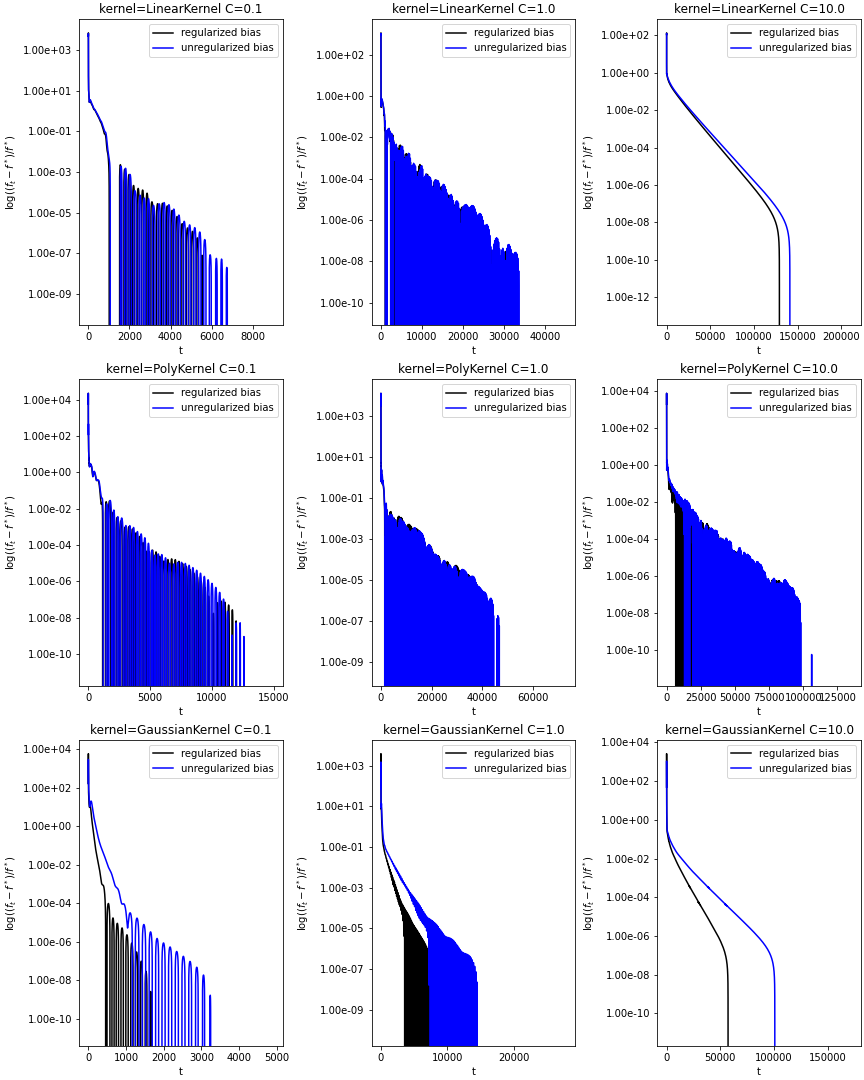 kernel=LinearKernel C=0.1
regularized bias
unregularized bias
1.00e+03
1.00e+01
1.00e-01
1.00e-03
1.00e-05
1.00e-07
1.00e-09
log((f_t − f*)/f*)
0 2000 4000 6000 8000
t
kernel=LinearKernel C=1.0
regularized bias
unregularized bias
1.00e+02
1.00e+00
1.00e-02
1.00e-04
1.00e-06
1.00e-08
1.00e-10
log((f_t − f*)/f*)
0 10000 20000 30000 40000
t
kernel=LinearKernel C=10.0
regularized bias
unregularized bias
1.00e+02
1.00e+00
1.00e-02
1.00e-04
1.00e-06
1.00e-08
1.00e-10
1.00e-12
log((f_t − f*)/f*)
0 50000 100000 150000 200000
t
kernel=PolyKernel C=0.1
regularized bias
unregularized bias
1.00e+04
1.00e+02
1.00e+00
1.00e-02
1.00e-04
1.00e-06
1.00e-08
1.00e-10
log((f_t − f*)/f*)
0 5000 10000 15000
t
kernel=PolyKernel C=1.0
regularized bias
unregularized bias
1.00e+03
1.00e+01
1.00e-01
1.00e-03
1.00e-05
1.00e-07
1.00e-09
log((f_t − f*)/f*)
0 20000 40000 60000
t
kernel=PolyKernel C=10.0
regularized bias
unregularized bias
1.00e+04
1.00e+02
1.00e+00
1.00e-02
1.00e-04
1.00e-06
1.00e-08
1.00e-10
log((f_t − f*)/f*)
0 25000 50000 75000 100000 125000
t
kernel=GaussianKernel C=0.1
regularized bias
unregularized bias
1.00e+04
1.00e+02
1.00e+00
1.00e-02
1.00e-04
1.00e-06
1.00e-08
1.00e-10
log((f_t − f*)/f*)
0 1000 2000 3000 4000 5000
t
kernel=GaussianKernel C=1.0
regularized bias
unregularized bias
1.00e+03
1.00e+01
1.00e-01
1.00e-03
1.00e-05
1.00e-07
1.00e-09
log((f_t − f*)/f*)
0 10000 20000
t
kernel=GaussianKernel C=10.0
regularized bias
unregularized bias
1.00e+04
1.00e+02
1.00e+00
1.00e-02
1.00e-04
1.00e-06
1.00e-08
1.00e-10
log((f_t − f*)/f*)
0 50000 100000 150000
t